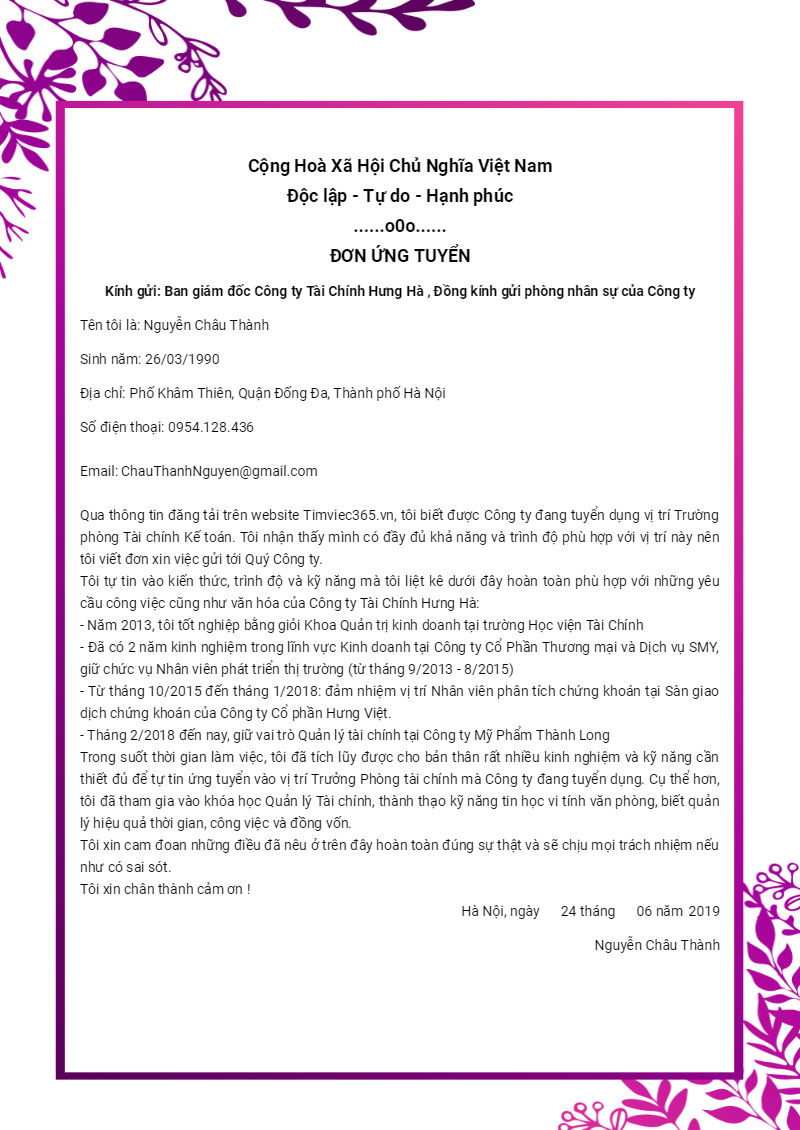 Cộng Hoà Xã Hội Chủ Nghĩa Việt Nam
Độc lập - Tự do - Hạnh phúc
......o0o......
ĐƠN ỨNG TUYỂN
Kính gửi: Ban giám đốc Công ty Tài Chính Hưng Hà , Đồng kính gửi phòng nhân sự của Công ty
Tên tôi là: Nguyễn Châu Thành
Sinh năm: 26/03/1990
Địa chỉ: Phố Khâm Thiên, Quận Đống Đa, Thành phố Hà Nội
Số điện thoại: 0954.128.436
Email: ChauThanhNguyen@gmail.com
Qua thông tin đăng tải trên website Timviec365.vn, tôi biết được Công ty đang tuyển dụng vị trí Trường
phòng Tài chính Kế toán. Tôi nhận thấy mình có đầy đủ khả năng và trình độ phù hợp với vị trí này nên
tôi viết đơn xin việc gửi tới Quý Công ty.
Tôi tự tin vào kiến thức, trình độ và kỹ năng mà tôi liệt kê dưới đây hoàn toàn phù hợp với những yêu
cầu công việc cũng như văn hóa của Công ty Tài Chính Hưng Hà:
- Năm 2013, tôi tốt nghiệp bằng giỏi Khoa Quản trị kinh doanh tại trường Học viện Tài Chính
- Đã có 2 năm kinh nghiệm trong lĩnh vực Kinh doanh tại Công ty Cổ Phần Thương mại và Dịch vụ SMY,
giữ chức vụ Nhân viên phát triển thị trường (từ tháng 9/2013 - 8/2015)
- Từ tháng 10/2015 đến tháng 1/2018: đảm nhiệm vị trí Nhân viên phân tích chứng khoán tại Sàn giao
dịch chứng khoán của Công ty Cổ phần Hưng Việt.
- Tháng 2/2018 đến nay, giữ vai trò Quản lý tài chính tại Công ty Mỹ Phẩm Thành Long
Trong suốt thời gian làm việc, tôi đã tích lũy được cho bản thân rất nhiều kinh nghiệm và kỹ năng cần
thiết đủ để tự tin ứng tuyển vào vị trí Trưởng Phòng tài chính mà Công ty đang tuyển dụng. Cụ thể hơn,
tôi đã tham gia vào khóa học Quản lý Tài chính, thành thạo kỹ năng tin học vi tính văn phòng, biết quản
lý hiệu quả thời gian, công việc và đồng vốn.
Tôi xin cam đoan những điều đã nêu ở trên đây hoàn toàn đúng sự thật và sẽ chịu mọi trách nhiệm nếu
như có sai sót.
Tôi xin chân thành cảm ơn !
Hà Nội, ngày 24 tháng 06 năm 2019
Nguyễn Châu Thành